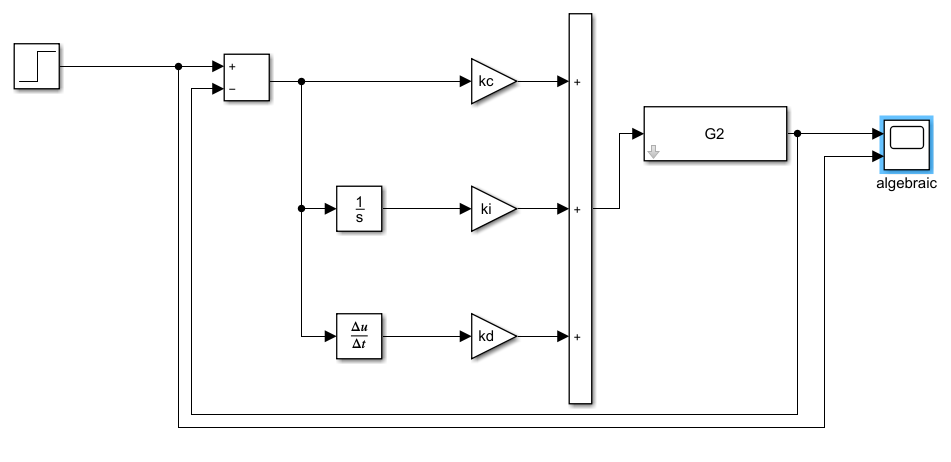 +
−
kc
+
G2
algebraic
1
s
ki
+
Δu
Δt
kd
+